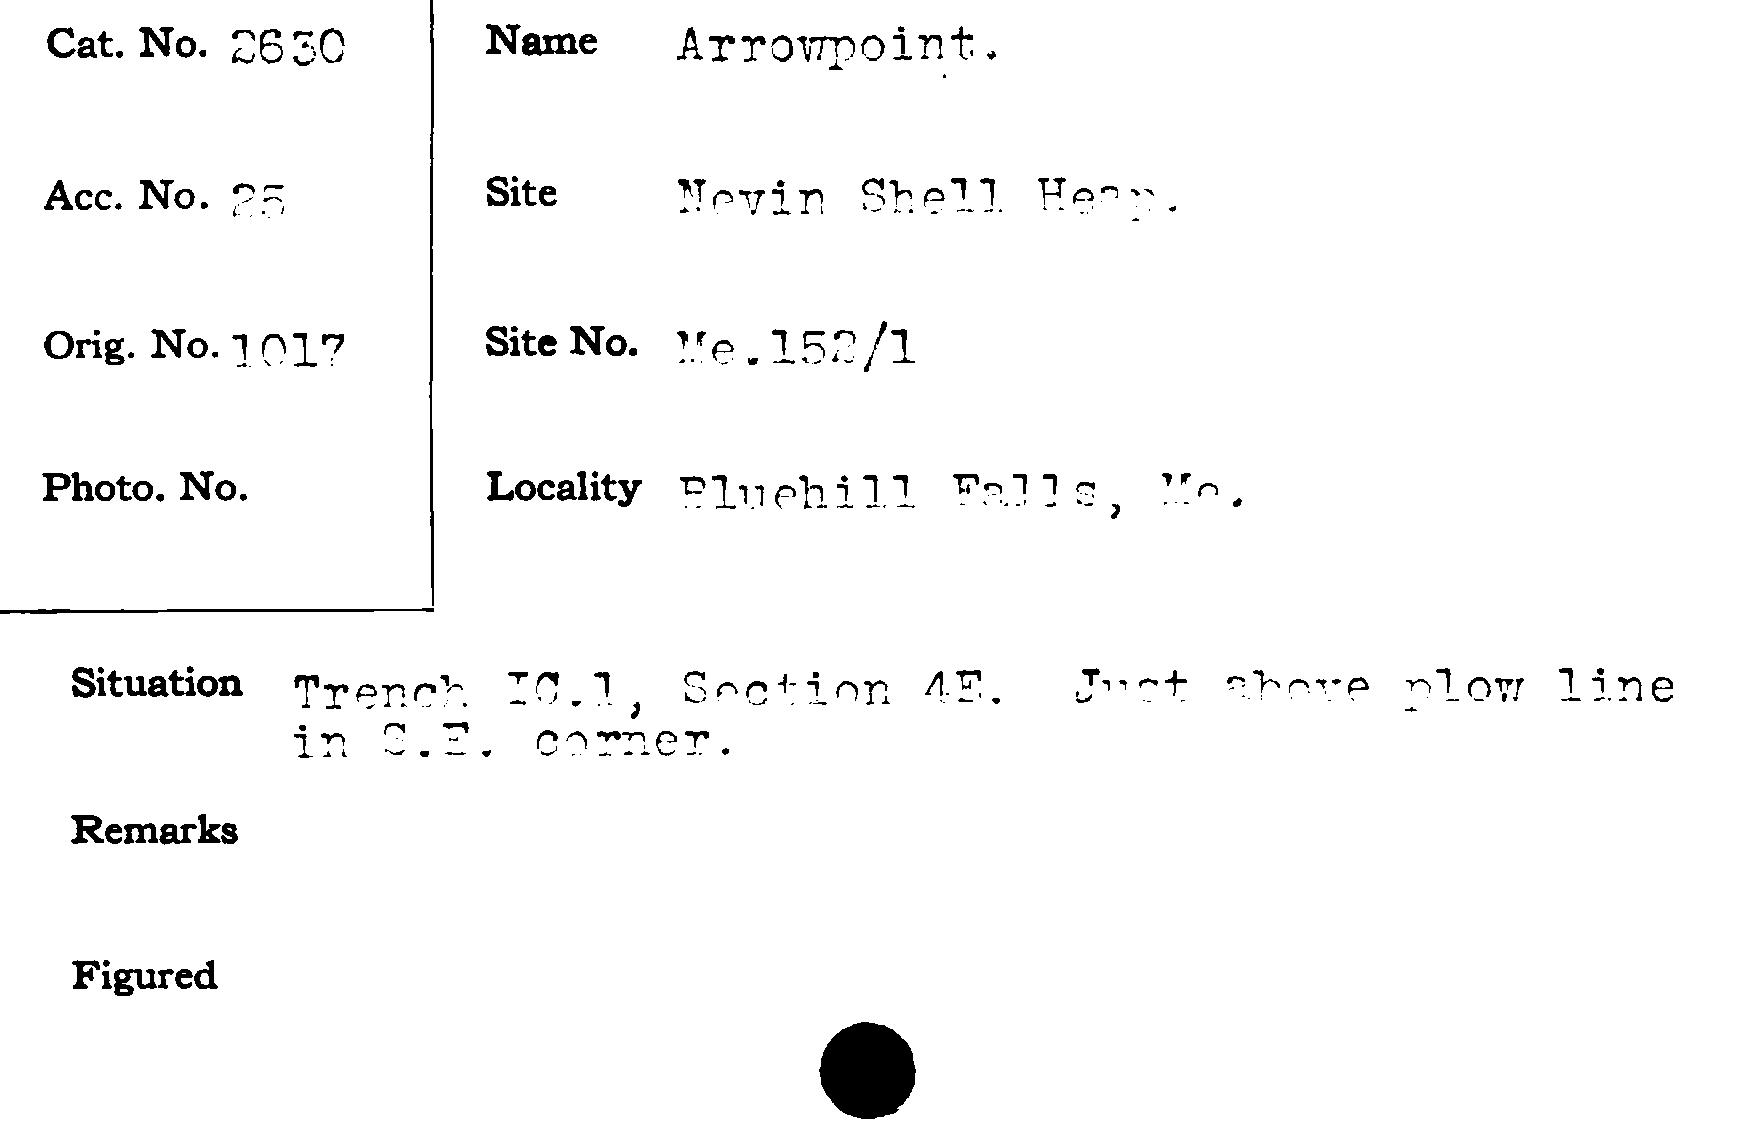 Cat. No. 2630
Name Arrowpoint.
Acc. No. 25
Site Nevin Shell Heap.
Orig. No. 1017
Site No. Me.152/1
Photo. No.
Locality Bluehill Falls, Me.
Situation Trench IC.1, Section 4E. Just above plow line
in S.E. corner.
Remarks
Figured